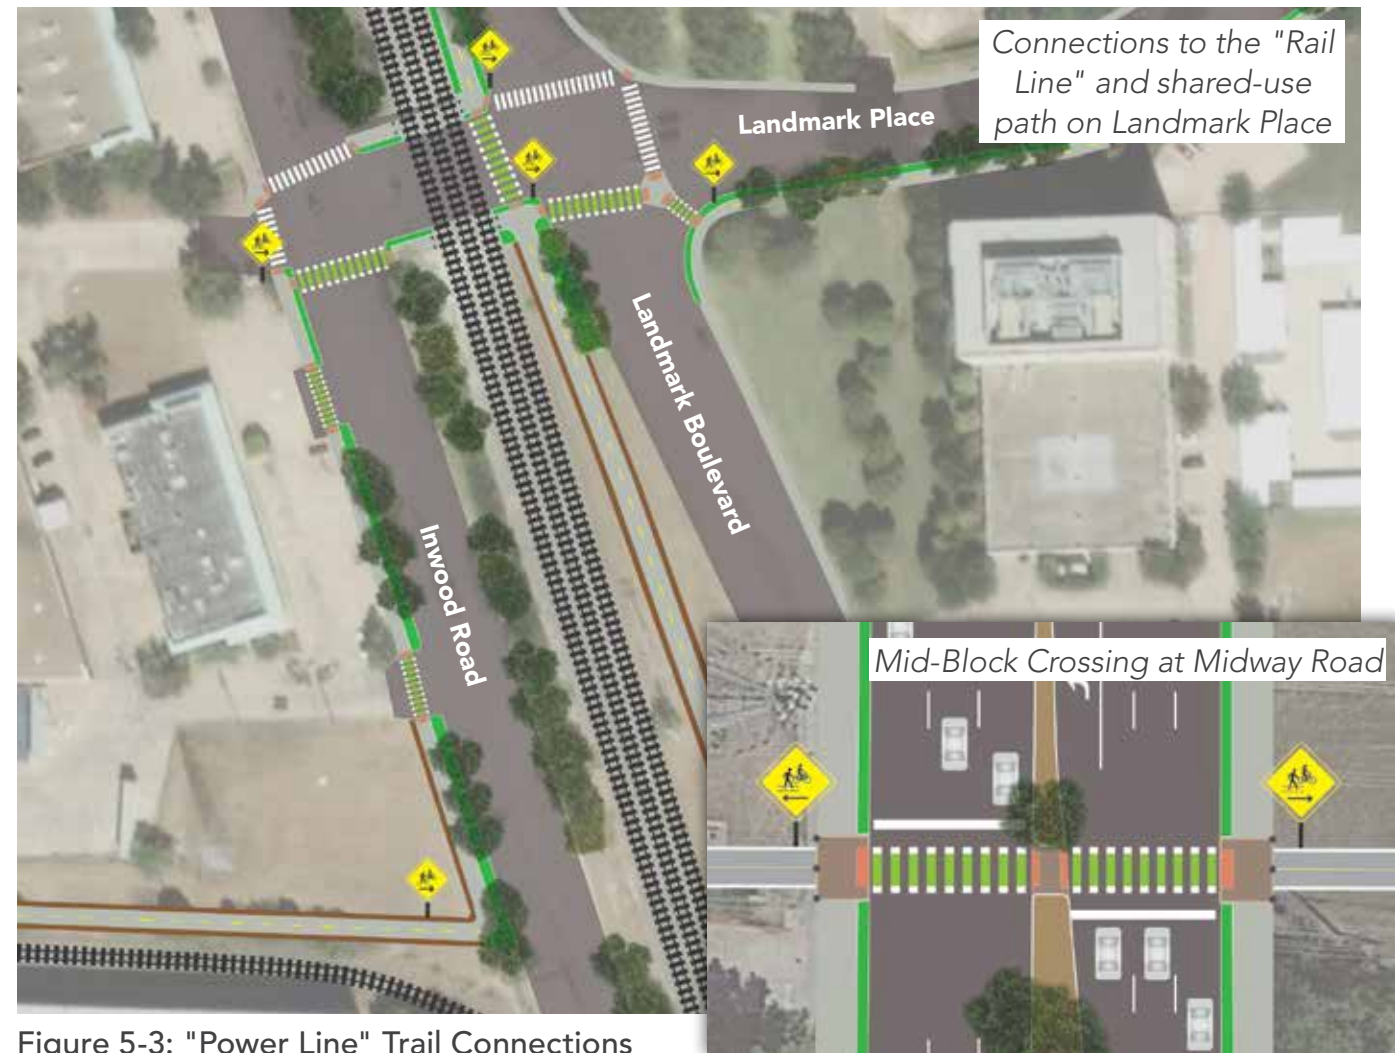 Connections to the "Rail
Line" and shared-use
path on Landmark Place
Landmark Place
Landmark Boulevard
Inwood Road
Mid-Block Crossing at Midway Road
Figure 5-3: "Power Line" Trail Connections